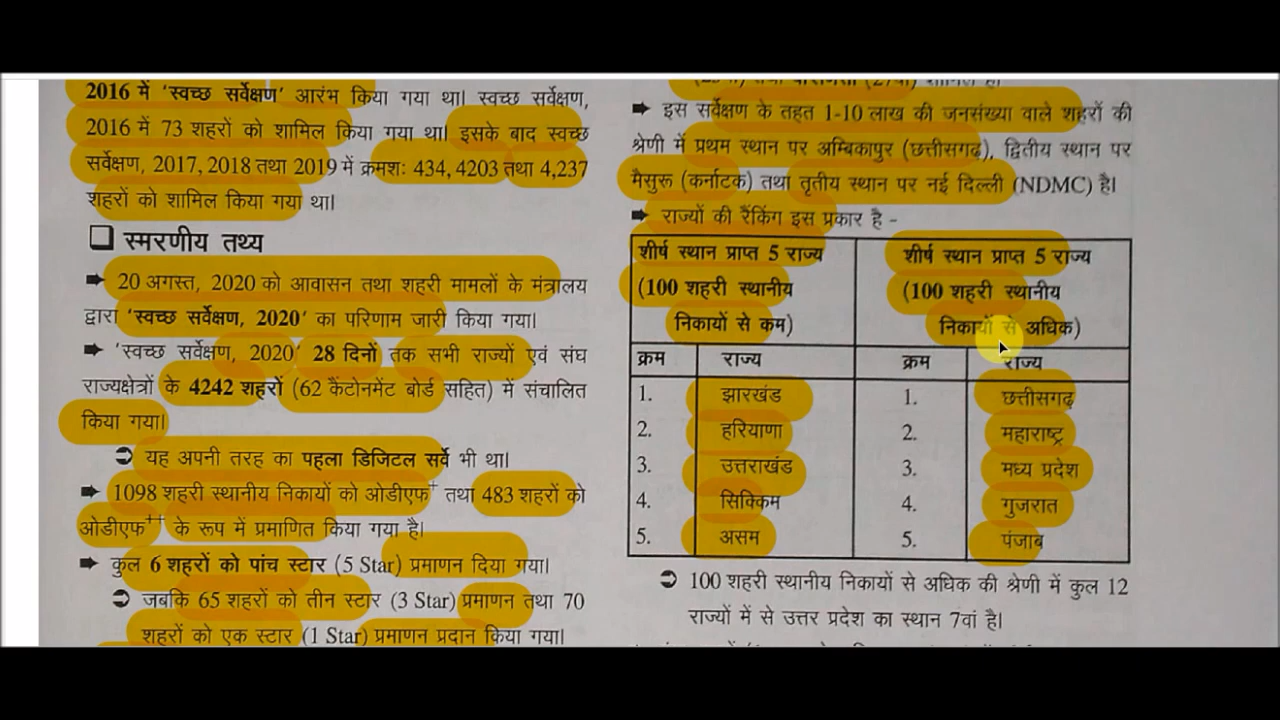 2016 में ‘स्वच्छ सर्वेक्षण’ आरंभ किया गया था। स्वच्छ सर्वेक्षण,
2016 में 73 शहरों को शामिल किया गया था। इसके बाद स्वच्छ
सर्वेक्षण, 2017, 2018 तथा 2019 में क्रमशः 434, 4203 तथा 4,237
शहरों को शामिल किया गया था।
स्मरणीय तथ्य
➡ 20 अगस्त, 2020 को आवासन तथा शहरी मामलों के मंत्रालय
द्वारा ‘स्वच्छ सर्वेक्षण, 2020’ का परिणाम जारी किया गया।
➡ ‘स्वच्छ सर्वेक्षण, 2020’ 28 दिनों तक सभी राज्यों एवं संघ
राज्यक्षेत्रों के 4242 शहरों (62 कैंटोनमेंट बोर्ड सहित) में संचालित
किया गया।
➲ यह अपनी तरह का पहला डिजिटल सर्वे भी था।
➡ 1098 शहरी स्थानीय निकायों को ओडीएफ+ तथा 483 शहरों को
ओडीएफ++ के रूप में प्रमाणित किया गया है।
➡ कुल 6 शहरों को पांच स्टार (5 Star) प्रमाणन दिया गया।
➲ जबकि 65 शहरों को तीन स्टार (3 Star) प्रमाणन तथा 70
शहरों को एक स्टार (1 Star) प्रमाणन प्रदान किया गया।
➡ इस सर्वेक्षण के तहत 1-10 लाख की जनसंख्या वाले शहरों की
श्रेणी में प्रथम स्थान पर अम्बिकापुर (छत्तीसगढ़), द्वितीय स्थान पर
मैसुरू (कर्नाटक) तथा तृतीय स्थान पर नई दिल्ली (NDMC) है।
➡ राज्यों की रैंकिंग इस प्रकार है -
शीर्ष स्थान प्राप्त 5 राज्य शीर्ष स्थान प्राप्त 5 राज्य
(100 शहरी स्थानीय (100 शहरी स्थानीय
निकायों से कम) निकायों से अधिक)
क्रम राज्य क्रम राज्य
1. झारखंड 1. छत्तीसगढ़
2. हरियाणा 2. महाराष्ट्र
3. उत्तराखंड 3. मध्य प्रदेश
4. सिक्किम 4. गुजरात
5. असम 5. पंजाब
➲ 100 शहरी स्थानीय निकायों से अधिक की श्रेणी में कुल 12
राज्यों में से उत्तर प्रदेश का स्थान 7वां है।